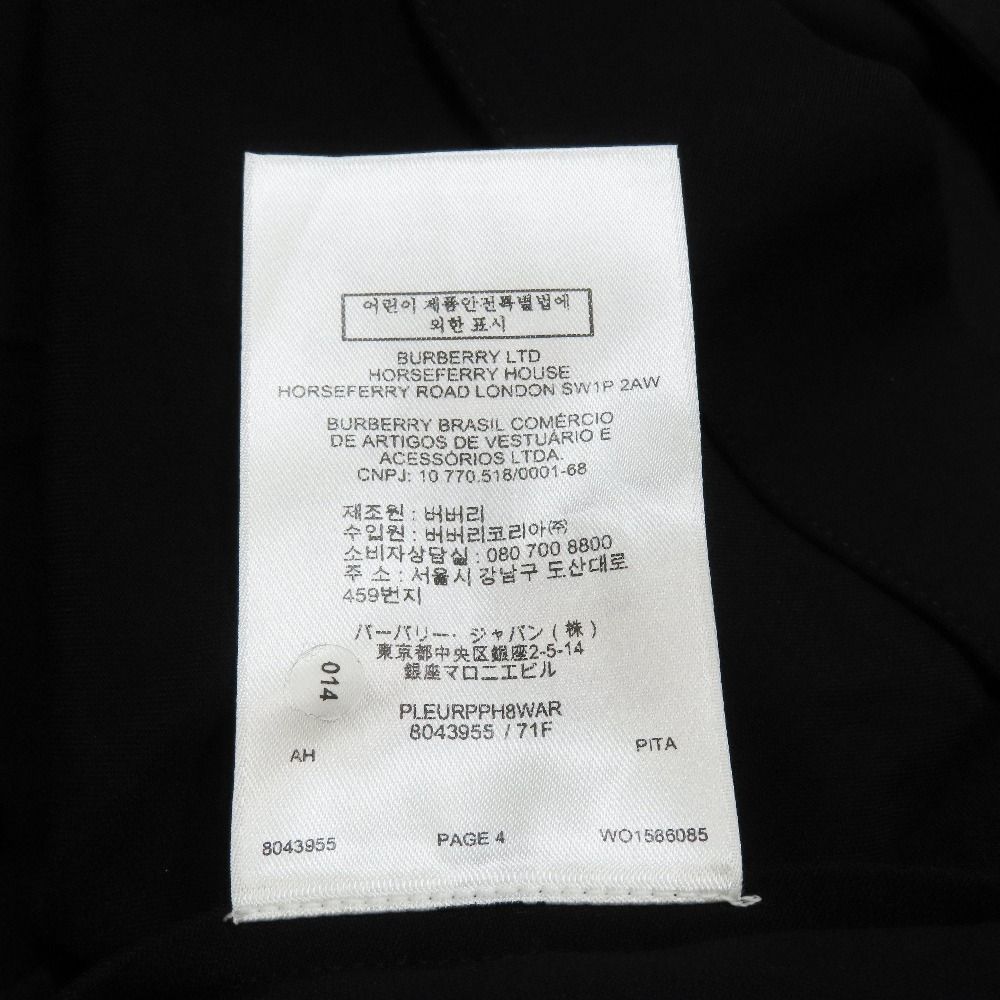 어린이 제품안전특별법에
의한 표시
BURBERRY LTD
HORSEFERRY HOUSE
HORSEFERRY ROAD LONDON SW1P 2AW
BURBERRY BRASIL COMÉRCIO
DE ARTIGOS DE VESTUÁRIO E
ACESSÓRIOS LTDA.
CNPJ: 10 770.518/0001-68
제조원 : 버버리
수입원 : 버버리코리아㈜
소비자상담실 : 080 700 8800
주 소 : 서울시 강남구 도산대로
459번지
バーバリー・ジャパン(株)
東京都中央区銀座2-5-14
銀座マロニエビル
014
PLEURPPH8WAR
8043955 / 71F
AH
PITA
8043955
PAGE 4
WO1586085